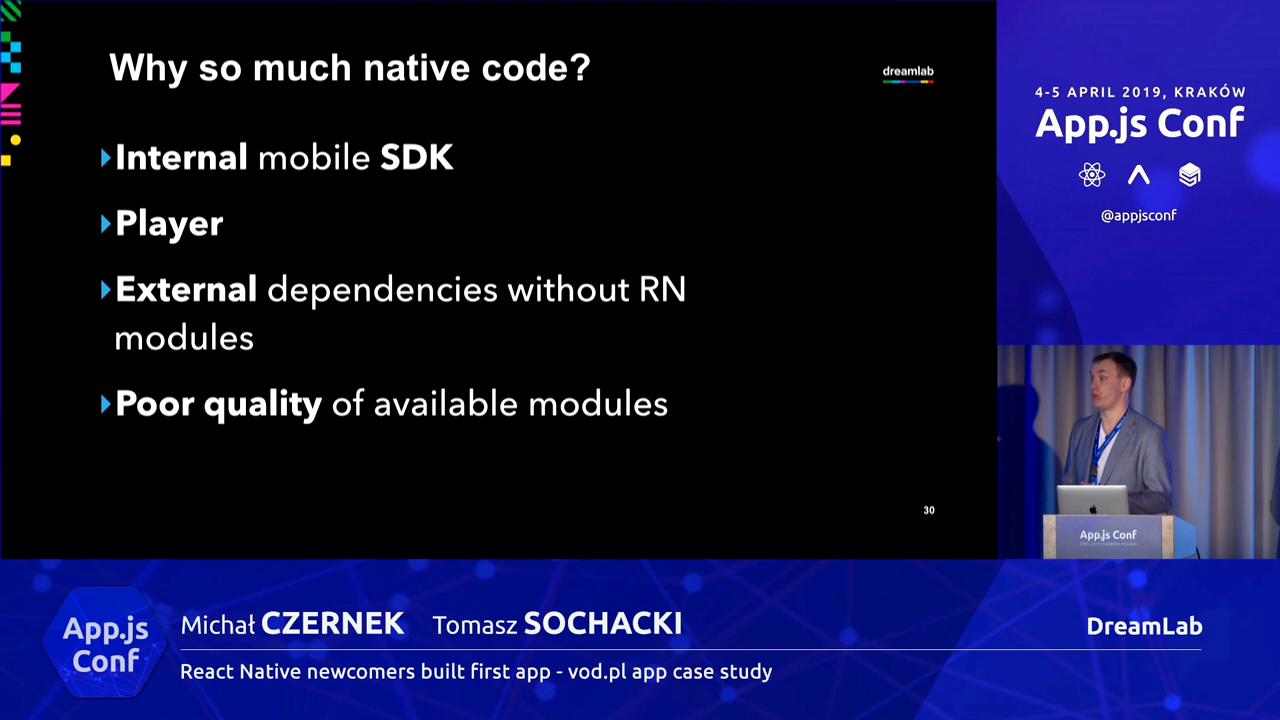 Why so much native code?
dreamlab
Internal mobile SDK
Player
External dependencies without RN
modules
Poor quality of available modules
30
4-5 APRIL 2019, KRAKÓW
App.js Conf
@appjsconf
App.js Conf
App.js
Conf
Michał CZERNEK Tomasz SOCHACKI
DreamLab
React Native newcomers built first app - vod.pl app case study